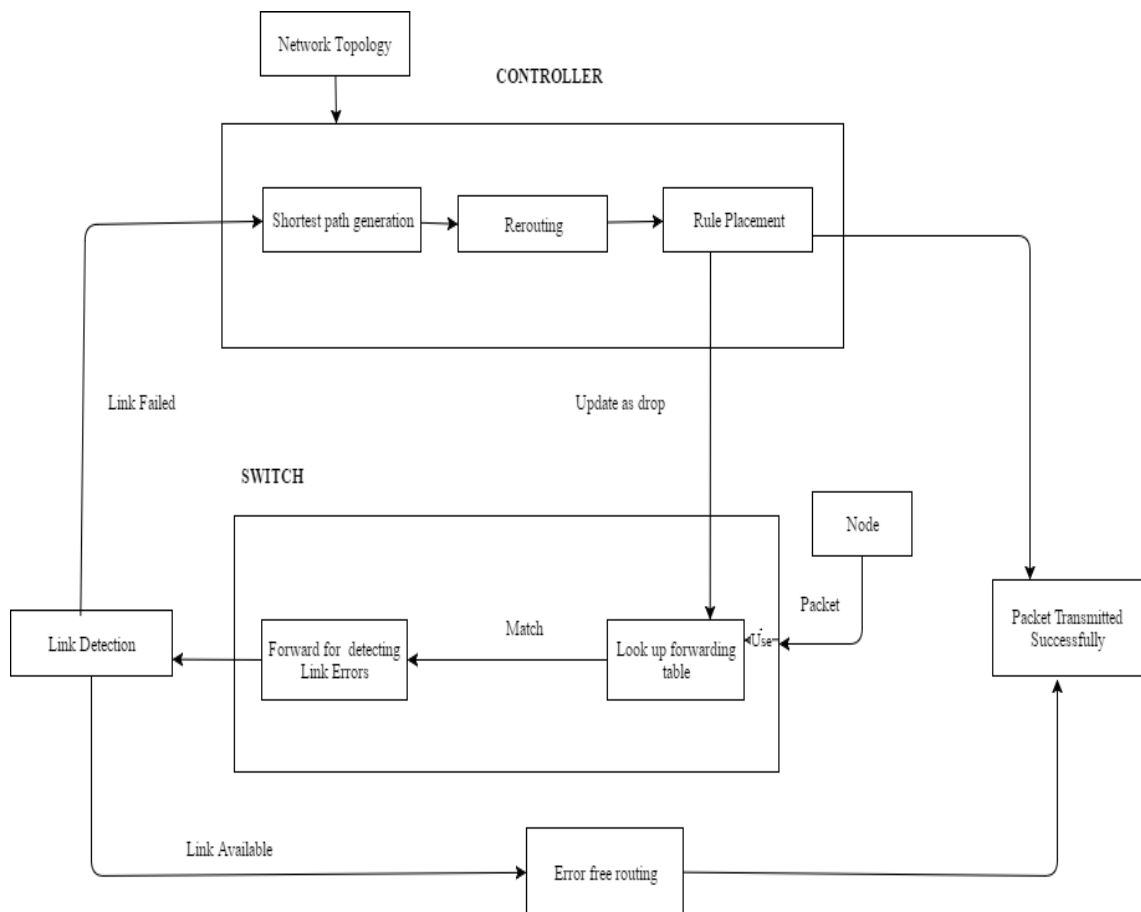 Network Topology
CONTROLLER
Shortest path generation
Rerouting
Rule Placement
Link Failed
Update as drop
SWITCH
Node
Packet
Link Detection
Forward for detecting
Link Errors
Match
Look up forwarding
table
Use
Packet Transmitted
Successfully
Link Available
Error free routing